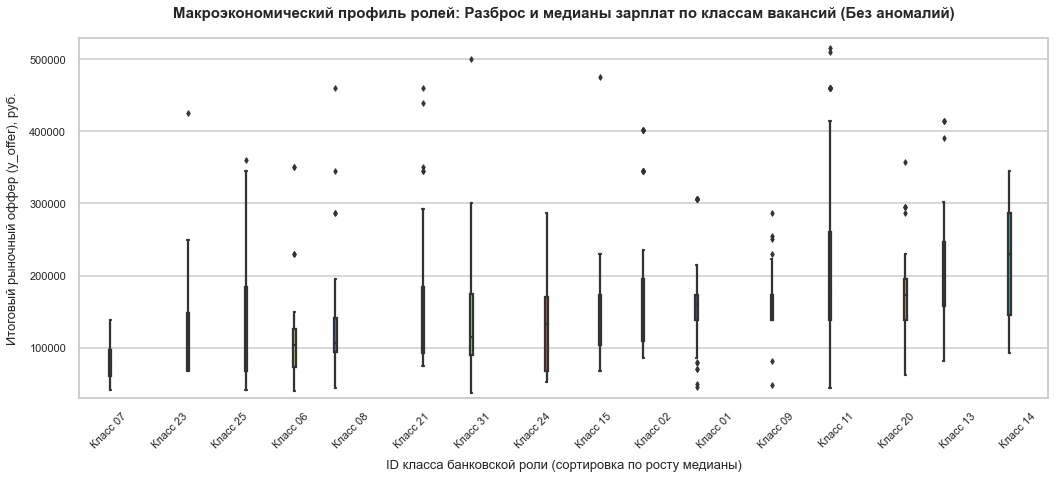 Макроэкономический профиль ролей: Разброс и медианы зарплат по классам вакансий (Без аномалий)
Итоговый рыночный оффер (y_offer), руб.
500000
400000
300000
200000
100000
Класс 07
Класс 23
Класс 25
Класс 06
Класс 08
Класс 21
Класс 31
Класс 24
Класс 15
Класс 02
Класс 01
Класс 09
Класс 11
Класс 20
Класс 13
Класс 14
ID класса банковской роли (сортировка по росту медианы)